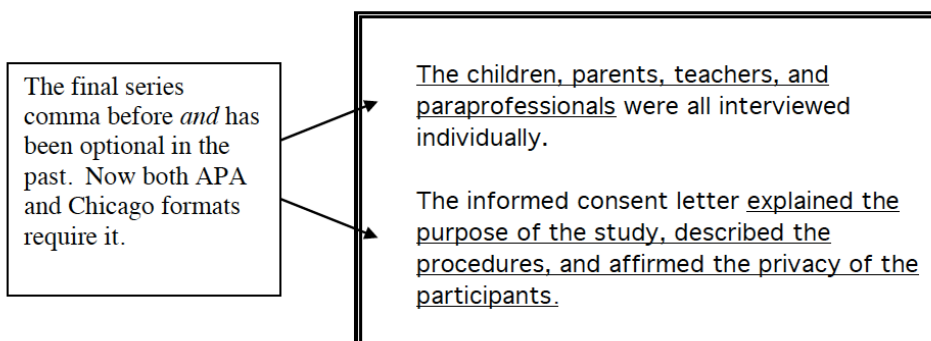 The final series
comma before and has
been optional in the
past. Now both APA
and Chicago formats
require it.
The children, parents, teachers, and
paraprofessionals were all interviewed
individually.
The informed consent letter explained the
purpose of the study, described the
procedures, and affirmed the privacy of the
participants.